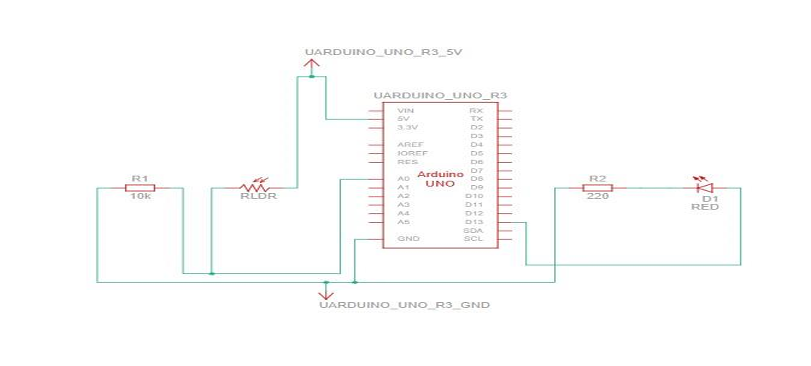 UARDUINO_UNO_R3_5V
UARDUINO_UNO_R3
VIN RX
5V TX
3.3V D2
D3
AREF D4
IOREF D5
RES D6
D7
A0 D8
A1 D9
A2 D10
A3 D11
A4 D12
A5 D13
SDA
GND SCL
Arduino
UNO
R1
10k
RLDR
R2
220
D1
RED
UARDUINO_UNO_R3_GND